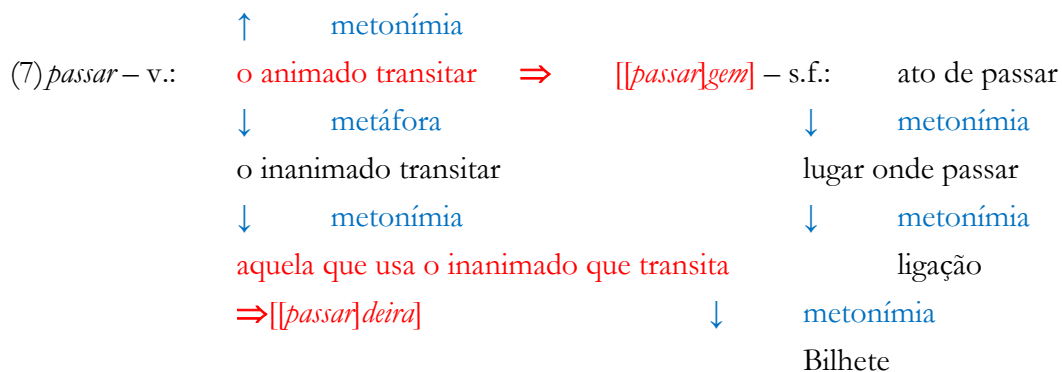 ↑ metonímia
(7) passar – v.: o animado transitar ⇒ [[passar]gem] – s.f.: ato de passar
↓ metáfora ↓ metonímia
o inanimado transitar lugar onde passar
↓ metonímia ↓ metonímia
aquela que usa o inanimado que transita ligação
⇒[[passar]deira] ↓ metonímia
Bilhete